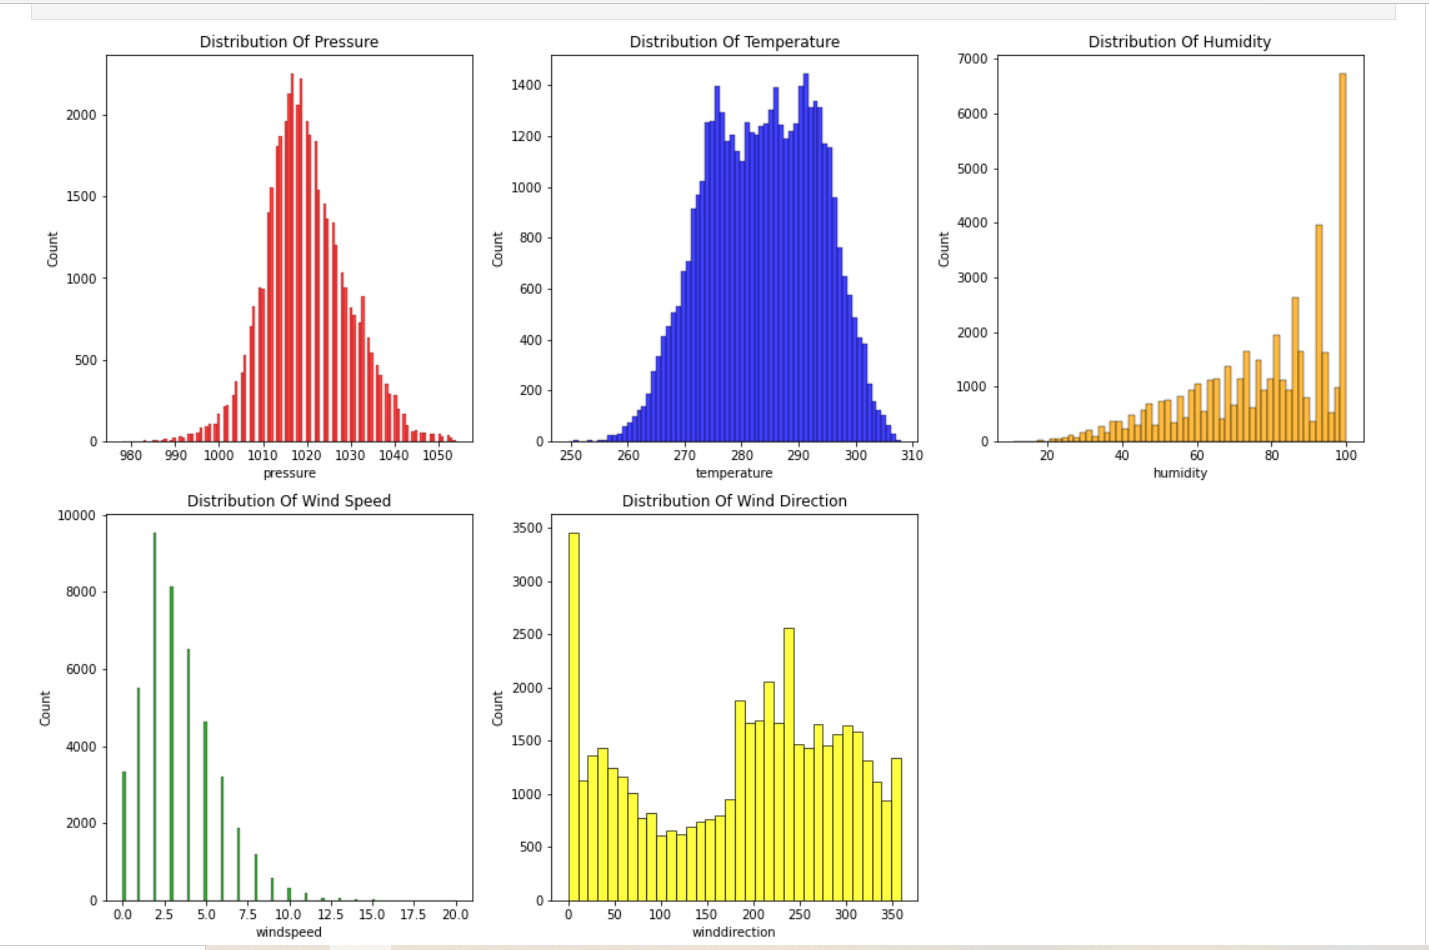 Distribution Of Pressure
Count
2000
1500
1000
500
0
980 990 1000 1010 1020 1030 1040 1050
pressure
Distribution Of Temperature
Count
1400
1200
1000
800
600
400
200
0
250 260 270 280 290 300 310
temperature
Distribution Of Humidity
Count
7000
6000
5000
4000
3000
2000
1000
0
20 40 60 80 100
humidity
Distribution Of Wind Speed
Count
10000
8000
6000
4000
2000
0
0.0 2.5 5.0 7.5 10.0 12.5 15.0 17.5 20.0
windspeed
Distribution Of Wind Direction
Count
3500
3000
2500
2000
1500
1000
500
0
0 50 100 150 200 250 300 350
winddirection